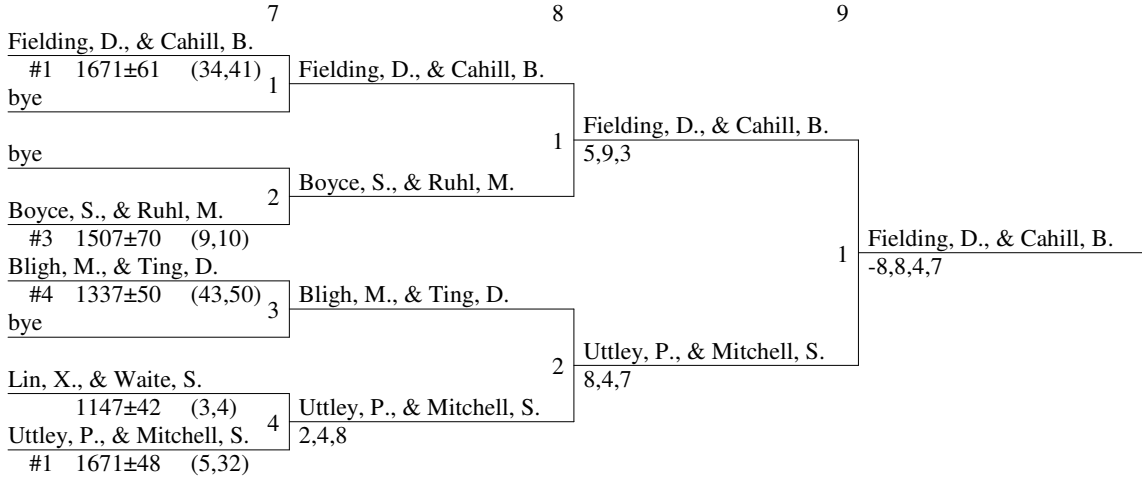 7 8 9
Fielding, D., & Cahill, B.
#1 1671±61 (34,41)
bye
1
bye
Boyce, S., & Ruhl, M.
#3 1507±70 (9,10)
2
Bligh, M., & Ting, D.
#4 1337±50 (43,50)
bye
3
Lin, X., & Waite, S.
1147±42 (3,4)
Uttley, P., & Mitchell, S.
#1 1671±48 (5,32)
4
Fielding, D., & Cahill, B.
Boyce, S., & Ruhl, M.
1
Bligh, M., & Ting, D.
Uttley, P., & Mitchell, S.
2,4,8
2
Fielding, D., & Cahill, B.
5,9,3
Uttley, P., & Mitchell, S.
8,4,7
1
Fielding, D., & Cahill, B.
-8,8,4,7